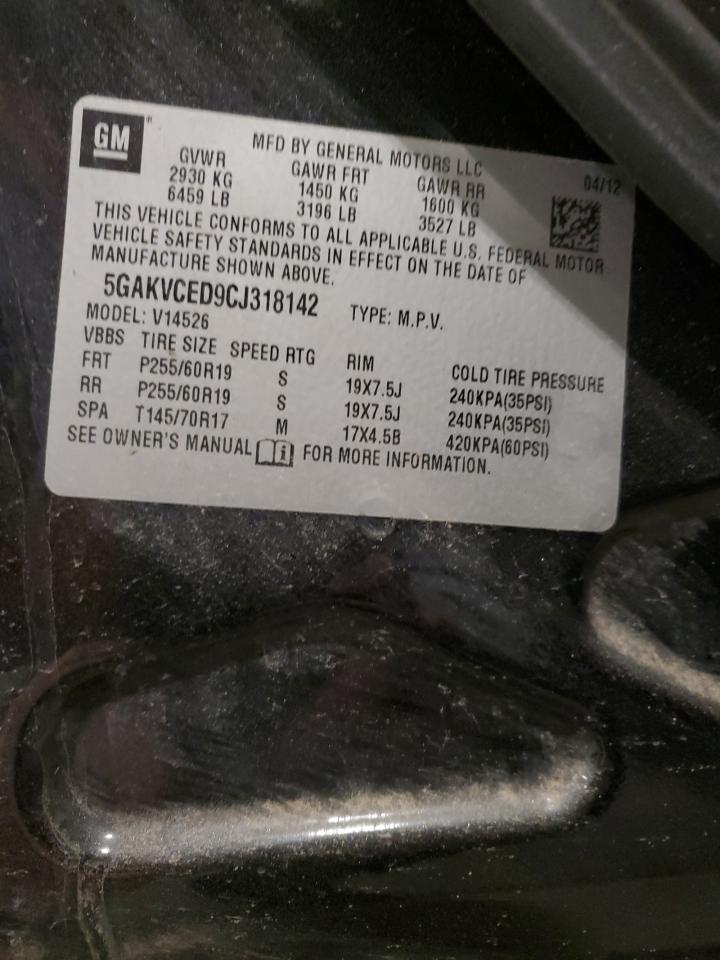 GM
MFD BY GENERAL MOTORS LLC
04/12
GVWR GAWR FRT GAWR RR
2930 KG 1450 KG 1600 KG
6459 LB 3196 LB 3527 LB
THIS VEHICLE CONFORMS TO ALL APPLICABLE U.S. FEDERAL MOTOR
VEHICLE SAFETY STANDARDS IN EFFECT ON THE DATE OF
MANUFACTURE SHOWN ABOVE.
5GAKVCED9CJ318142 TYPE: M.P.V.
MODEL: V14526
VBBS TIRE SIZE SPEED RTG RIM COLD TIRE PRESSURE
FRT P255/60R19 S 19X7.5J 240KPA(35PSI)
RR P255/60R19 S 19X7.5J 240KPA(35PSI)
SPA T145/70R17 M 17X4.5B 420KPA(60PSI)
SEE OWNER'S MANUAL FOR MORE INFORMATION.